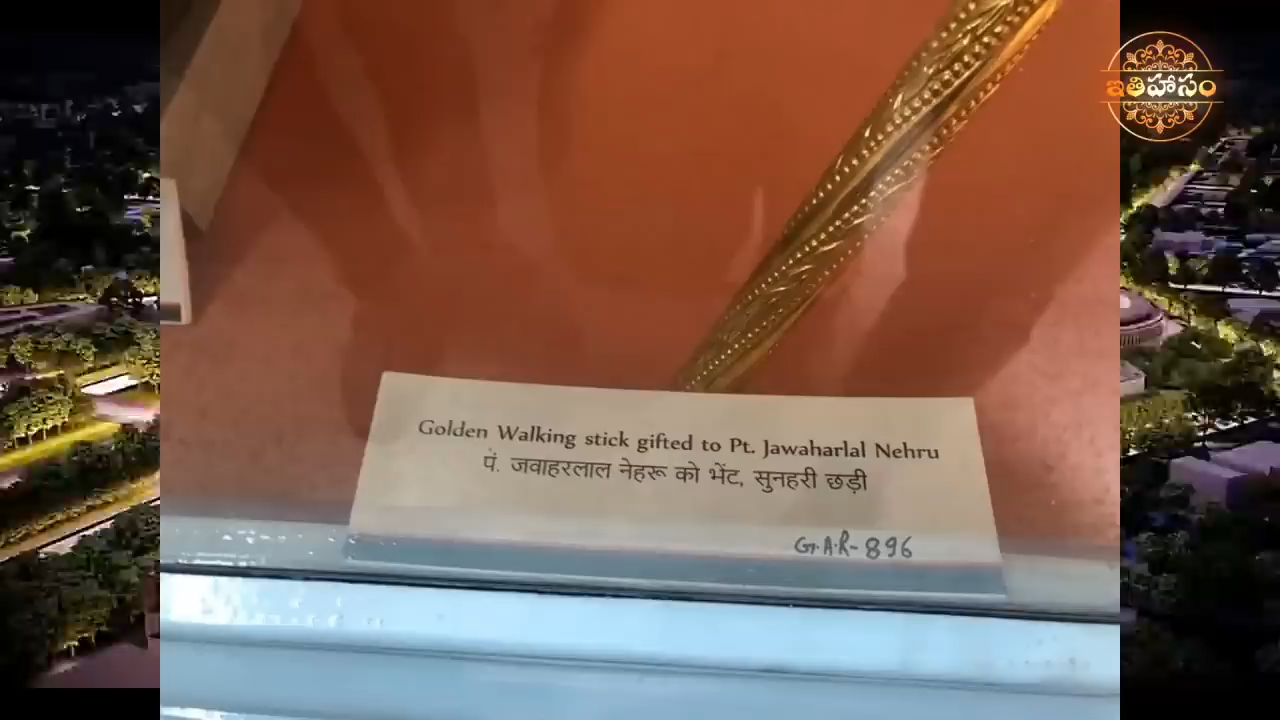 ఇతిహాసం
Golden Walking stick gifted to Pt. Jawaharlal Nehru
पं. जवाहरलाल नेहरू को भेंट, सुनहरी छड़ी
G.A.R-896